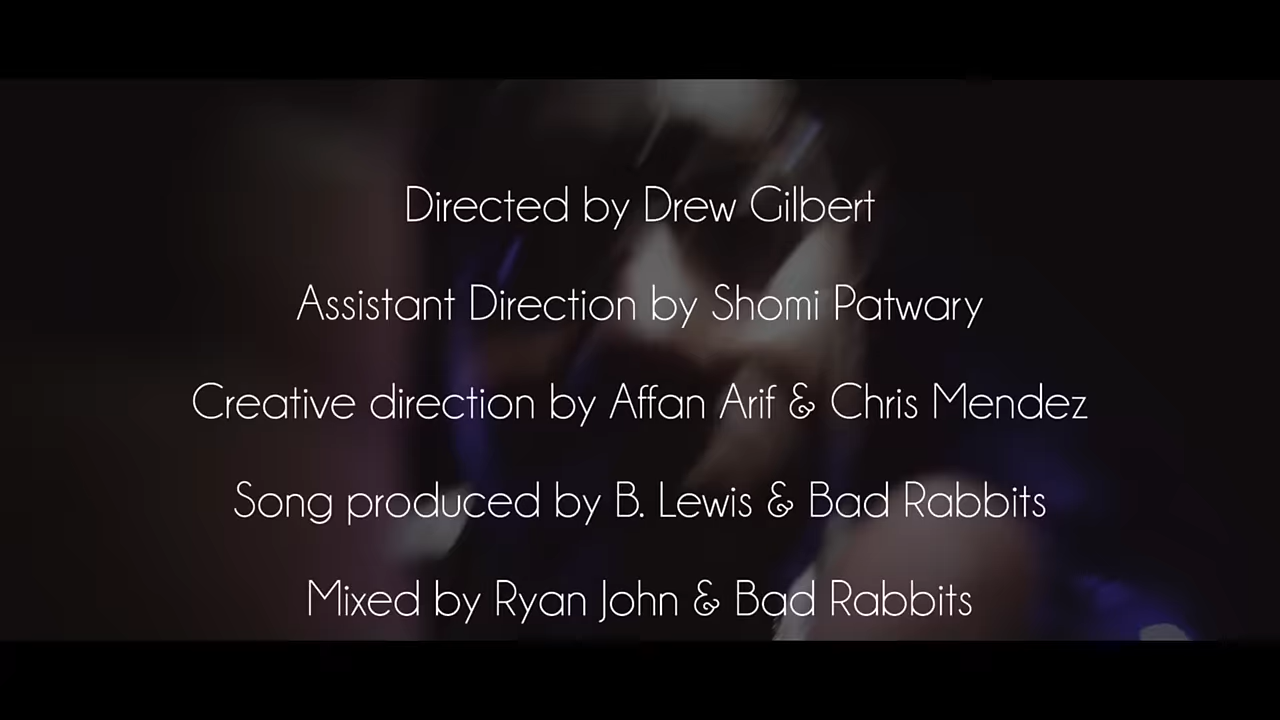 Directed by Drew Gilbert
Assistant Direction by Shomi Patwary
Creative direction by Affan Arif & Chris Mendez
Song produced by B. Lewis & Bad Rabbits
Mixed by Ryan John & Bad Rabbits